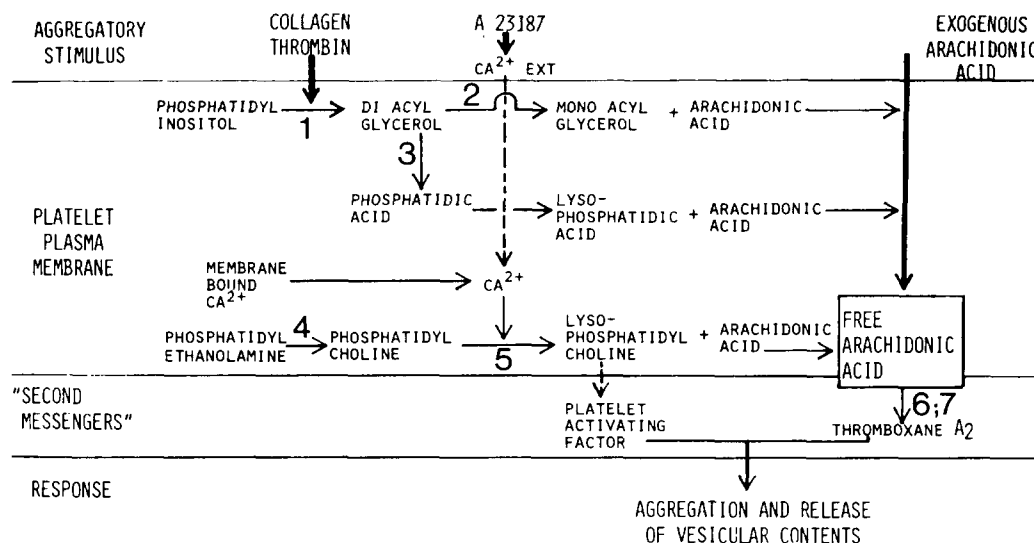 AGGREGATORY
STIMULUS
COLLAGEN
THROMBIN
A 23187
CA2+ EXT
EXOGENOUS
ARACHIDONIC
ACID
PHOSPHATIDYL
INOSITOL
1
DI ACYL
GLYCEROL
2
MONO ACYL
GLYCEROL
+ ARACHIDONIC
ACID
3
PHOSPHATIDIC
ACID
LYSO-
PHOSPHATIDIC
ACID
+ ARACHIDONIC
ACID
PLATELET
PLASMA
MEMBRANE
MEMBRANE
BOUND
CA2+
CA2+
PHOSPHATIDYL
ETHANOLAMINE
4
PHOSPHATIDYL
CHOLINE
5
LYSO-
PHOSPHATIDYL
CHOLINE
+ ARACHIDONIC
ACID
FREE
ARACHIDONIC
ACID
"SECOND
MESSENGERS"
PLATELET
ACTIVATING
FACTOR
6;7
THROMBOXANE A2
RESPONSE
AGGREGATION AND RELEASE
OF VESICULAR CONTENTS